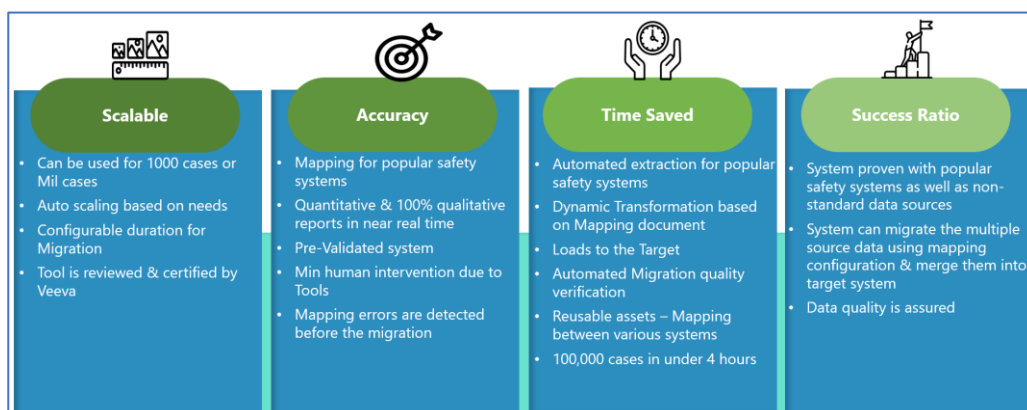 Scalable
• Can be used for 1000 cases or
Mil cases
• Auto scaling based on needs
• Configurable duration for
Migration
• Tool is reviewed & certified by
Veeva
Accuracy
• Mapping for popular safety
systems
• Quantitative & 100% qualitative
reports in near real time
• Pre-Validated system
• Min human intervention due to
Tools
• Mapping errors are detected
before the migration
Time Saved
• Automated extraction for popular
safety systems
• Dynamic Transformation based
on Mapping document
• Loads to the Target
• Automated Migration quality
verification
• Reusable assets – Mapping
between various systems
• 100,000 cases in under 4 hours
Success Ratio
• System proven with popular
safety systems as well as non-
standard data sources
• System can migrate the multiple
source data using mapping
configuration & merge them into
target system
• Data quality is assured